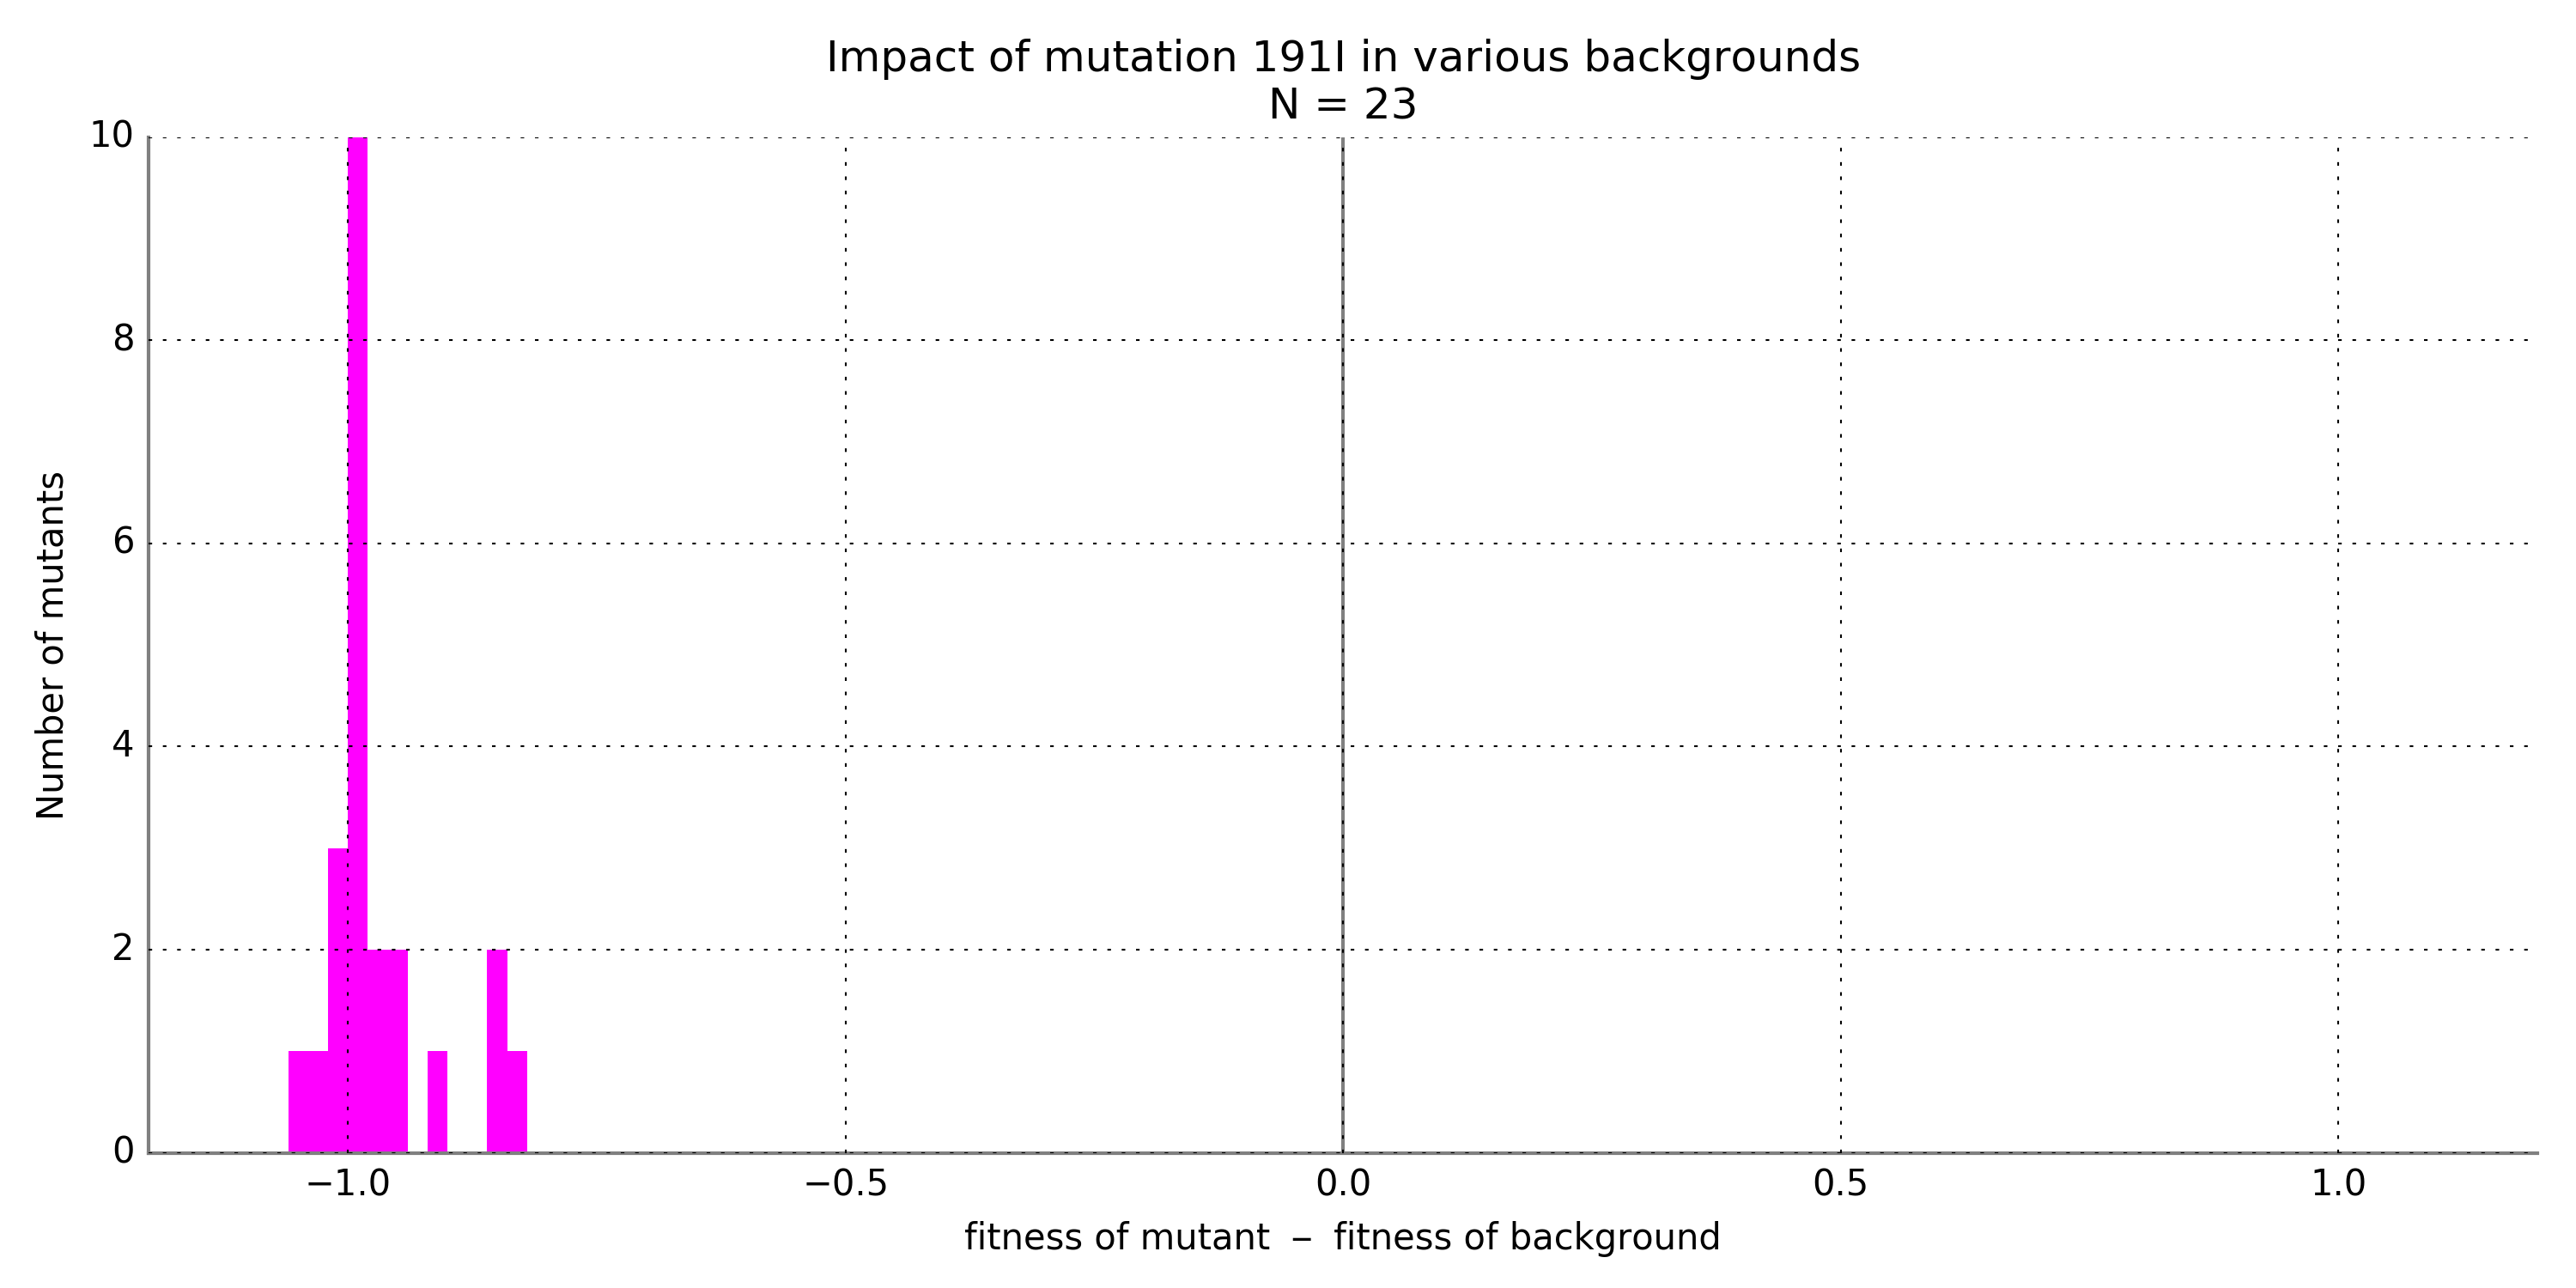 Impact of mutation 191I in various backgrounds
N = 23
10
8
6
4
2
0
Number of mutants
−1.0 −0.5 0.0 0.5 1.0
fitness of mutant – fitness of background